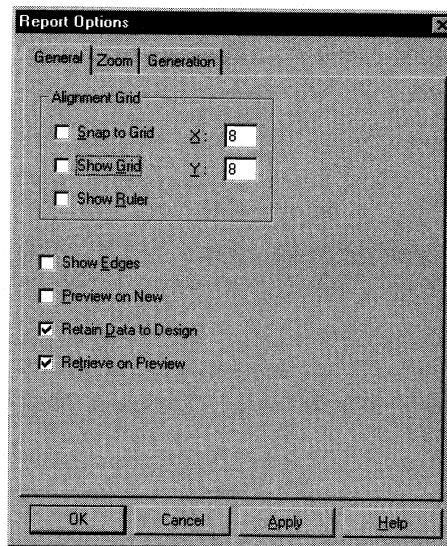 Report Options
General Zoom Generation
Alignment Grid
Snap to Grid X: 8
Show Grid Y: 8
Show Ruler
Show Edges
Preview on New
Retain Data to Design
Retrieve on Preview
OK Cancel Apply Help